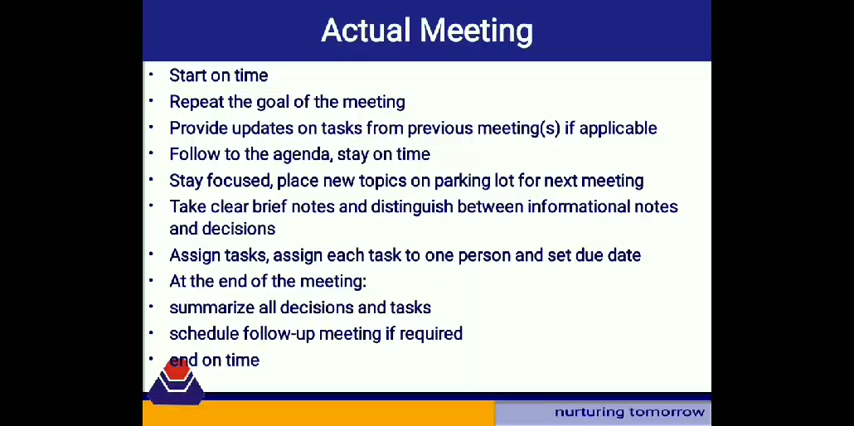 Actual Meeting
• Start on time
• Repeat the goal of the meeting
• Provide updates on tasks from previous meeting(s) if applicable
• Follow to the agenda, stay on time
• Stay focused, place new topics on parking lot for next meeting
• Take clear brief notes and distinguish between informational notes
and decisions
• Assign tasks, assign each task to one person and set due date
• At the end of the meeting:
• summarize all decisions and tasks
• schedule follow-up meeting if required
• end on time
nurturing tomorrow